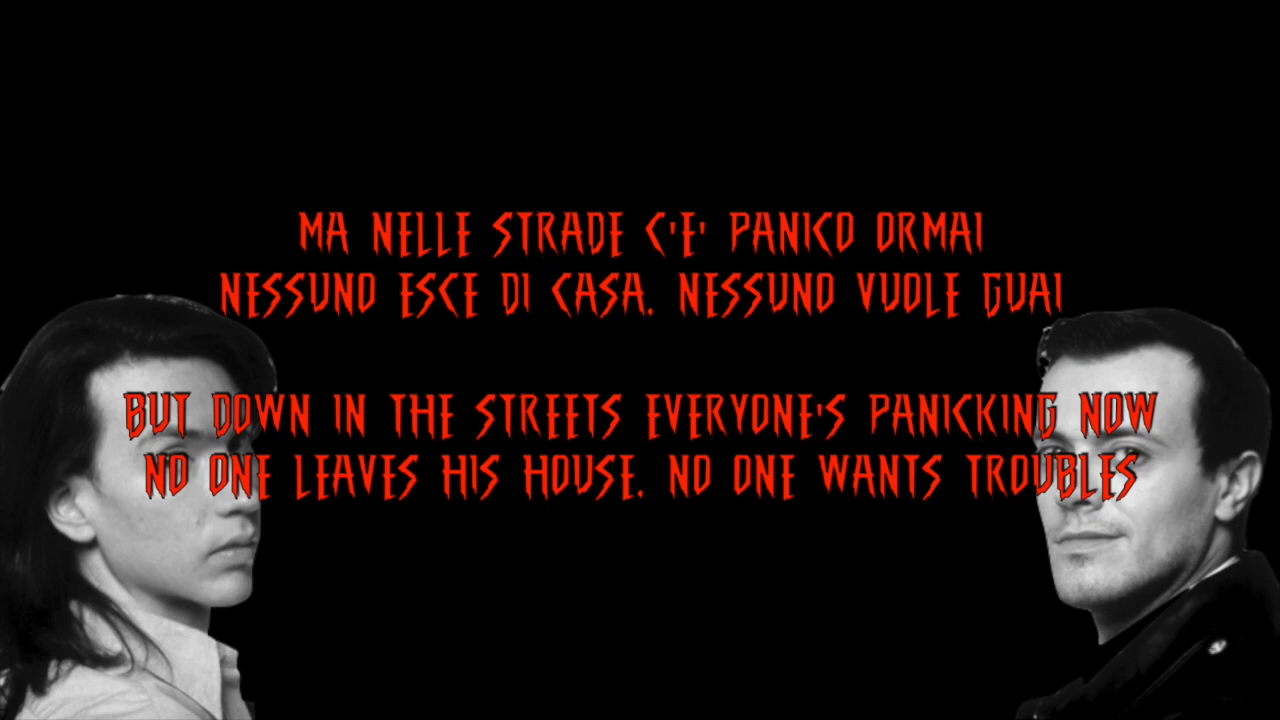 MA NELLE STRADE C'E' PANICO ORMAI
NESSUNO ESCE DI CASA. NESSUNO VUOLE GUAI
BUT DOWN IN THE STREETS EVERYONE'S PANICKING NOW
NO ONE LEAVES HIS HOUSE. NO ONE WANTS TROUBLES